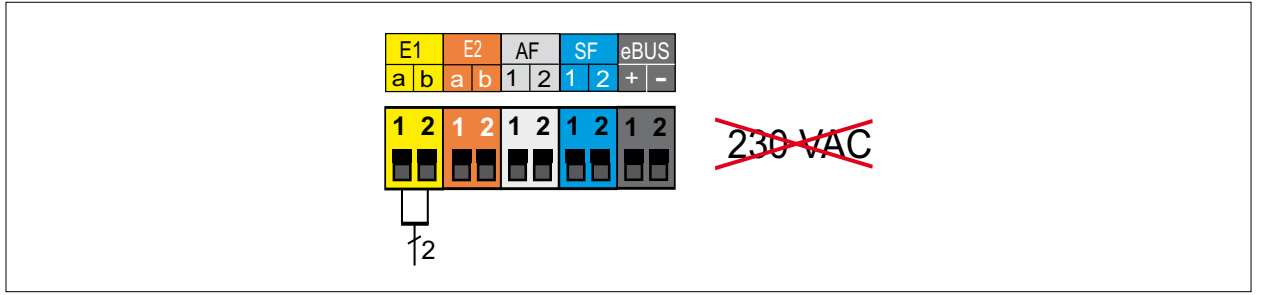 E1 E2 AF SF eBUS
a b a b 1 2 1 2 + -
1 2 1 2 1 2 1 2 1 2
230 VAC
2